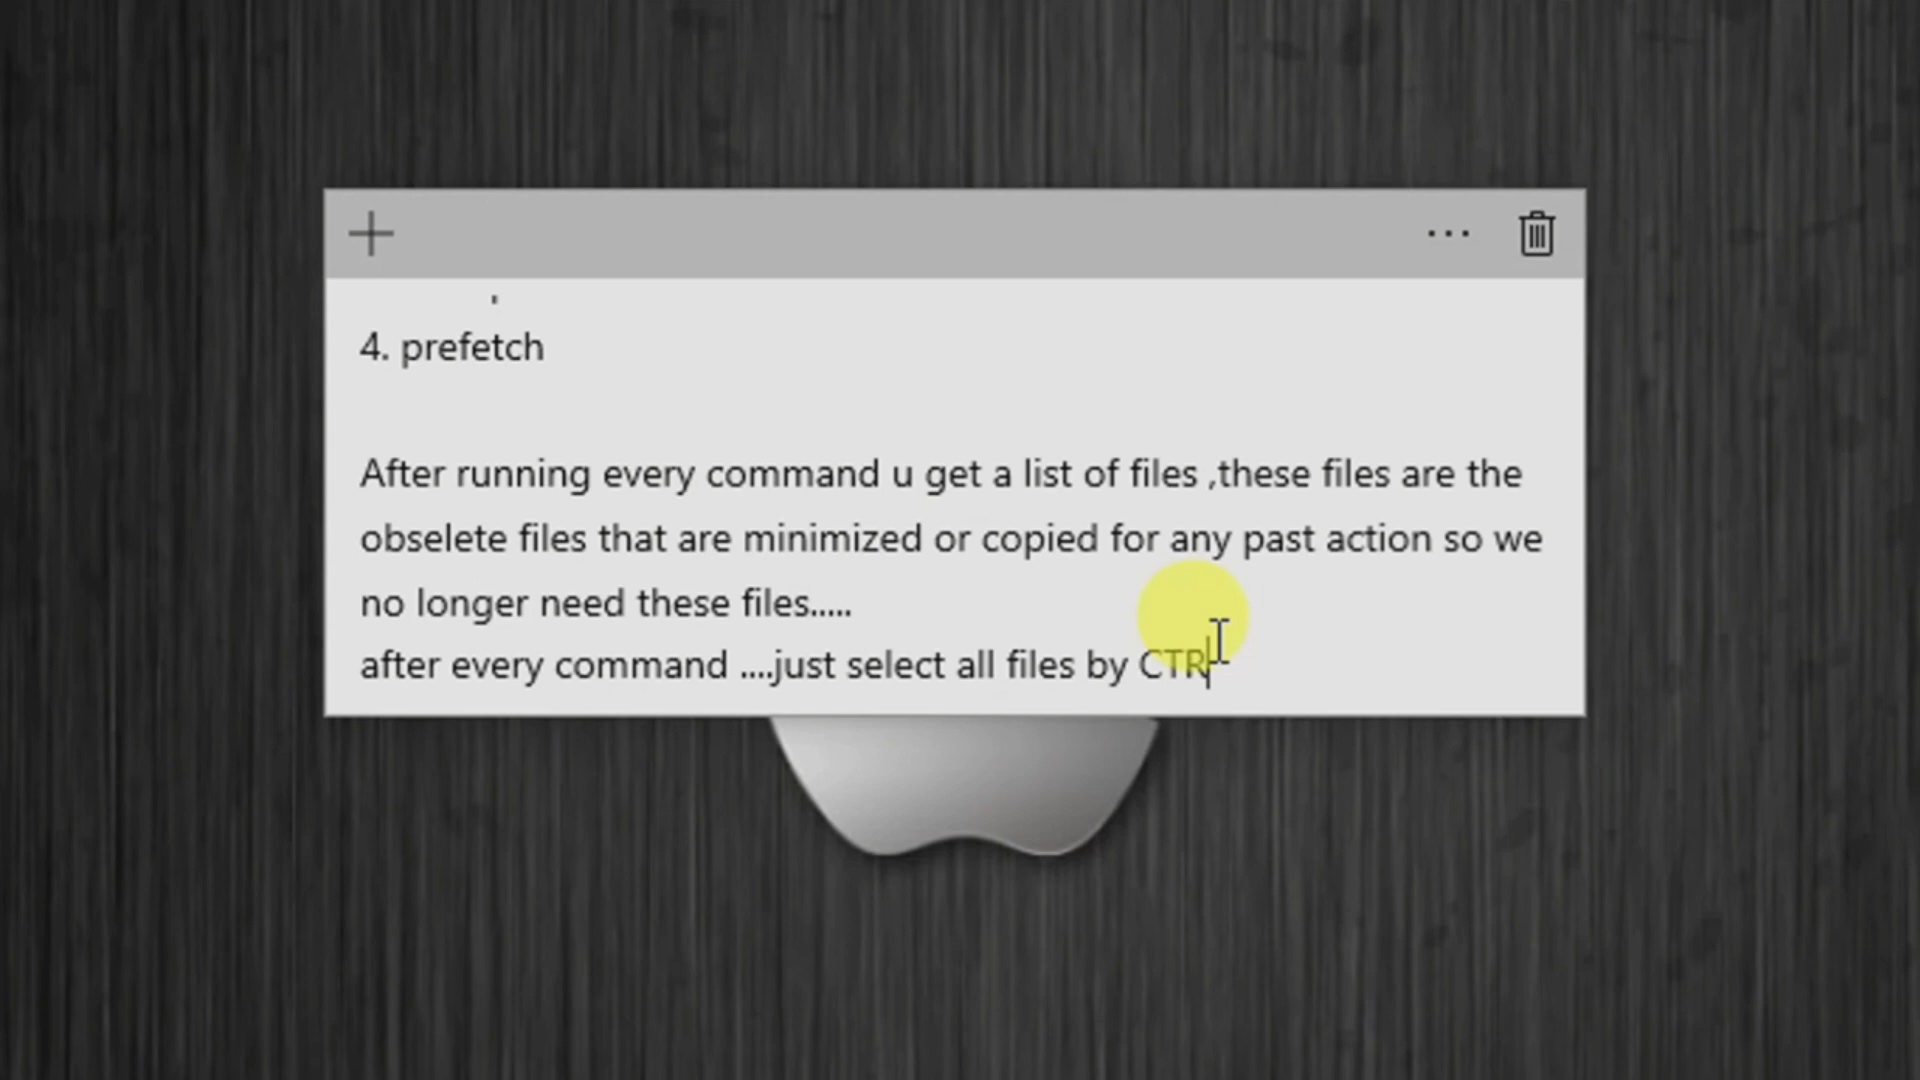 4. prefetch
After running every command u get a list of files ,these files are the
obselete files that are minimized or copied for any past action so we
no longer need these files.....
after every command ....just select all files by CTR